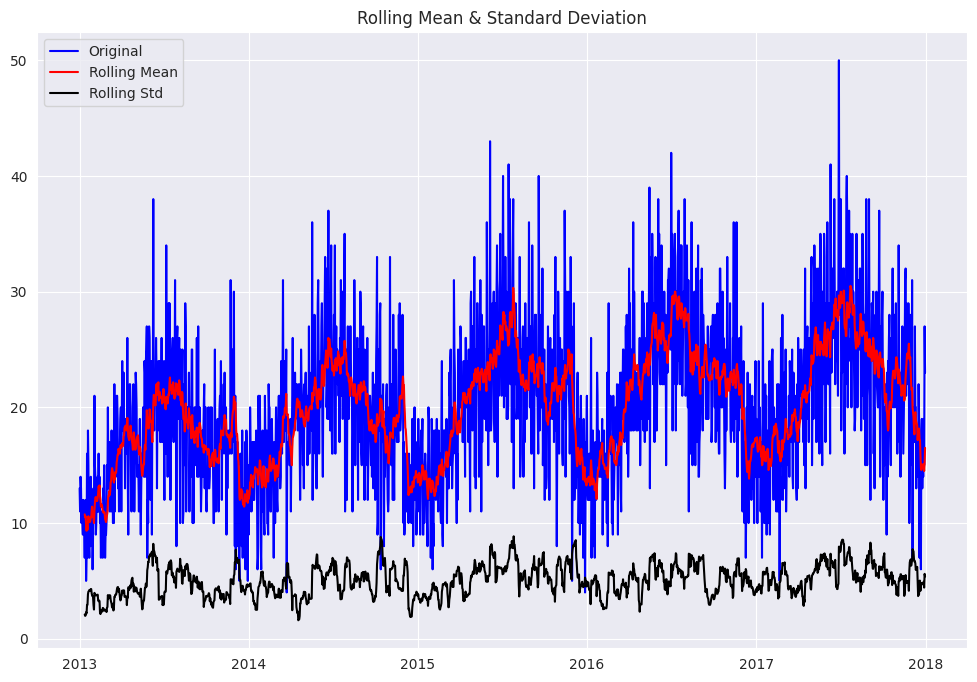 Rolling Mean & Standard Deviation
Original
Rolling Mean
Rolling Std
50
40
30
20
10
0
2013 2014 2015 2016 2017 2018